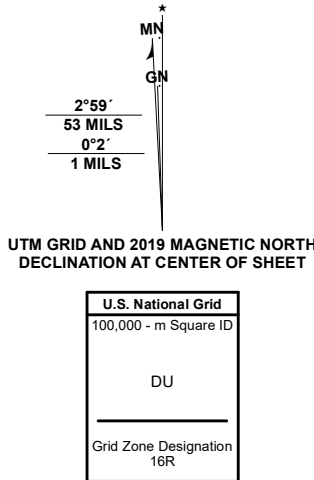 ★
MN
GN
2°59´
53 MILS
0°2´
1 MILS
UTM GRID AND 2019 MAGNETIC NORTH
DECLINATION AT CENTER OF SHEET
U.S. National Grid
100,000 - m Square ID
DU
Grid Zone Designation
16R